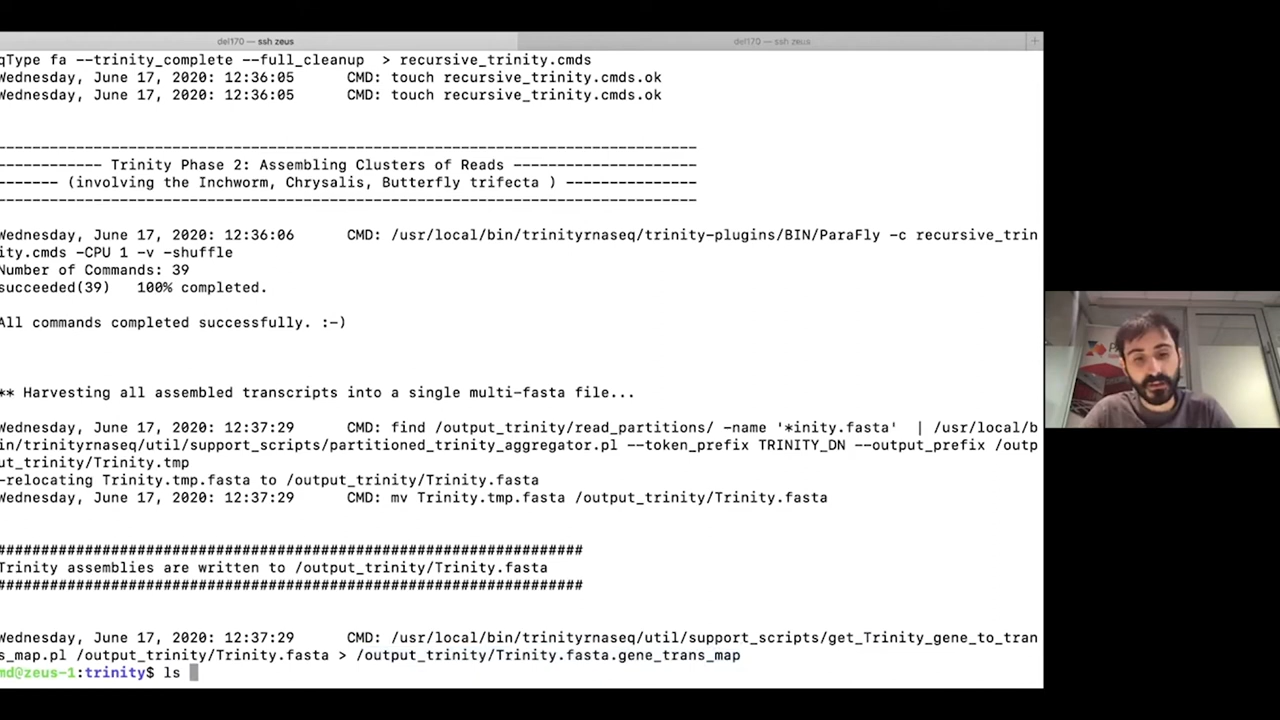 del170 — ssh zeus
del170 — ssh zeus
qType fa --trinity_complete --full_cleanup  > recursive_trinity.cmds
Wednesday, June 17, 2020: 12:36:05      CMD: touch recursive_trinity.cmds.ok
Wednesday, June 17, 2020: 12:36:05      CMD: touch recursive_trinity.cmds.ok
--------------------------------------------------------------------------------
------------ Trinity Phase 2: Assembling Clusters of Reads ---------------------
------- (involving the Inchworm, Chrysalis, Butterfly trifecta ) ---------------
--------------------------------------------------------------------------------
Wednesday, June 17, 2020: 12:36:06      CMD: /usr/local/bin/trinityrnaseq/trinity-plugins/BIN/ParaFly -c recursive_trin
ity.cmds -CPU 1 -v -shuffle
Number of Commands: 39
succeeded(39)   100% completed.
All commands completed successfully. :-)
** Harvesting all assembled transcripts into a single multi-fasta file...
Wednesday, June 17, 2020: 12:37:29      CMD: find /output_trinity/read_partitions/ -name '*inity.fasta'  | /usr/local/b
in/trinityrnaseq/util/support_scripts/partitioned_trinity_aggregator.pl --token_prefix TRINITY_DN --output_prefix /outp
ut_trinity/Trinity.tmp
-relocating Trinity.tmp.fasta to /output_trinity/Trinity.fasta
Wednesday, June 17, 2020: 12:37:29      CMD: mv Trinity.tmp.fasta /output_trinity/Trinity.fasta
###################################################################
Trinity assemblies are written to /output_trinity/Trinity.fasta
###################################################################
Wednesday, June 17, 2020: 12:37:29      CMD: /usr/local/bin/trinityrnaseq/util/support_scripts/get_Trinity_gene_to_tran
s_map.pl /output_trinity/Trinity.fasta > /output_trinity/Trinity.fasta.gene_trans_map
md@zeus-1:trinity$ ls